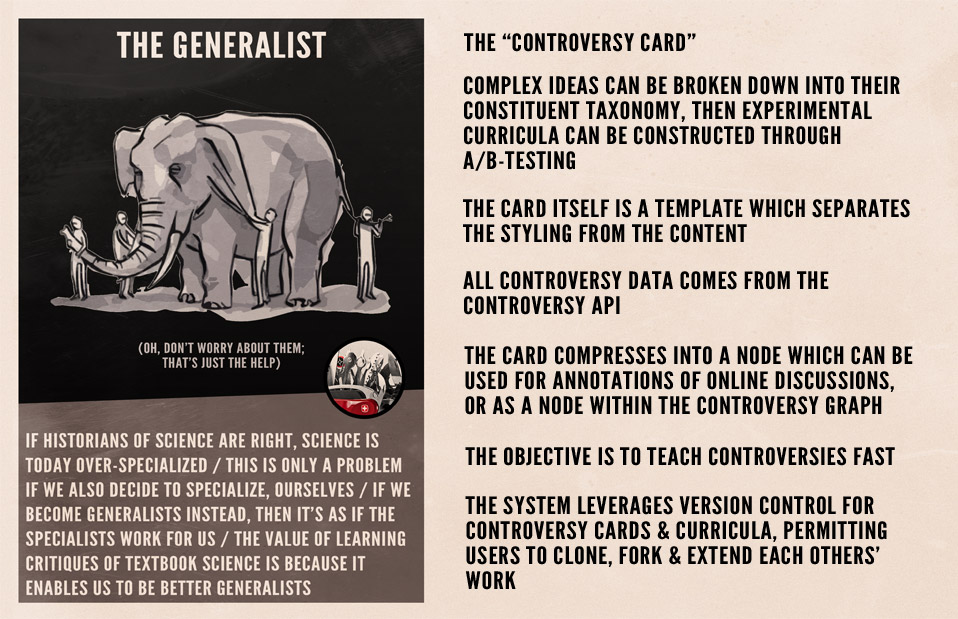 THE GENERALIST
(OH, DON'T WORRY ABOUT THEM;
THAT'S JUST THE HELP)
IF HISTORIANS OF SCIENCE ARE RIGHT, SCIENCE IS
TODAY OVER-SPECIALIZED / THIS IS ONLY A PROBLEM
IF WE ALSO DECIDE TO SPECIALIZE, OURSELVES / IF WE
BECOME GENERALISTS INSTEAD, THEN IT'S AS IF THE
SPECIALISTS WORK FOR US / THE VALUE OF LEARNING
CRITIQUES OF TEXTBOOK SCIENCE IS BECAUSE IT
ENABLES US TO BE BETTER GENERALISTS
THE “CONTROVERSY CARD”
COMPLEX IDEAS CAN BE BROKEN DOWN INTO THEIR
CONSTITUENT TAXONOMY, THEN EXPERIMENTAL
CURRICULA CAN BE CONSTRUCTED THROUGH
A/B-TESTING
THE CARD ITSELF IS A TEMPLATE WHICH SEPARATES
THE STYLING FROM THE CONTENT
ALL CONTROVERSY DATA COMES FROM THE
CONTROVERSY API
THE CARD COMPRESSES INTO A NODE WHICH CAN BE
USED FOR ANNOTATIONS OF ONLINE DISCUSSIONS,
OR AS A NODE WITHIN THE CONTROVERSY GRAPH
THE OBJECTIVE IS TO TEACH CONTROVERSIES FAST
THE SYSTEM LEVERAGES VERSION CONTROL FOR
CONTROVERSY CARDS & CURRICULA, PERMITTING
USERS TO CLONE, FORK & EXTEND EACH OTHERS'
WORK